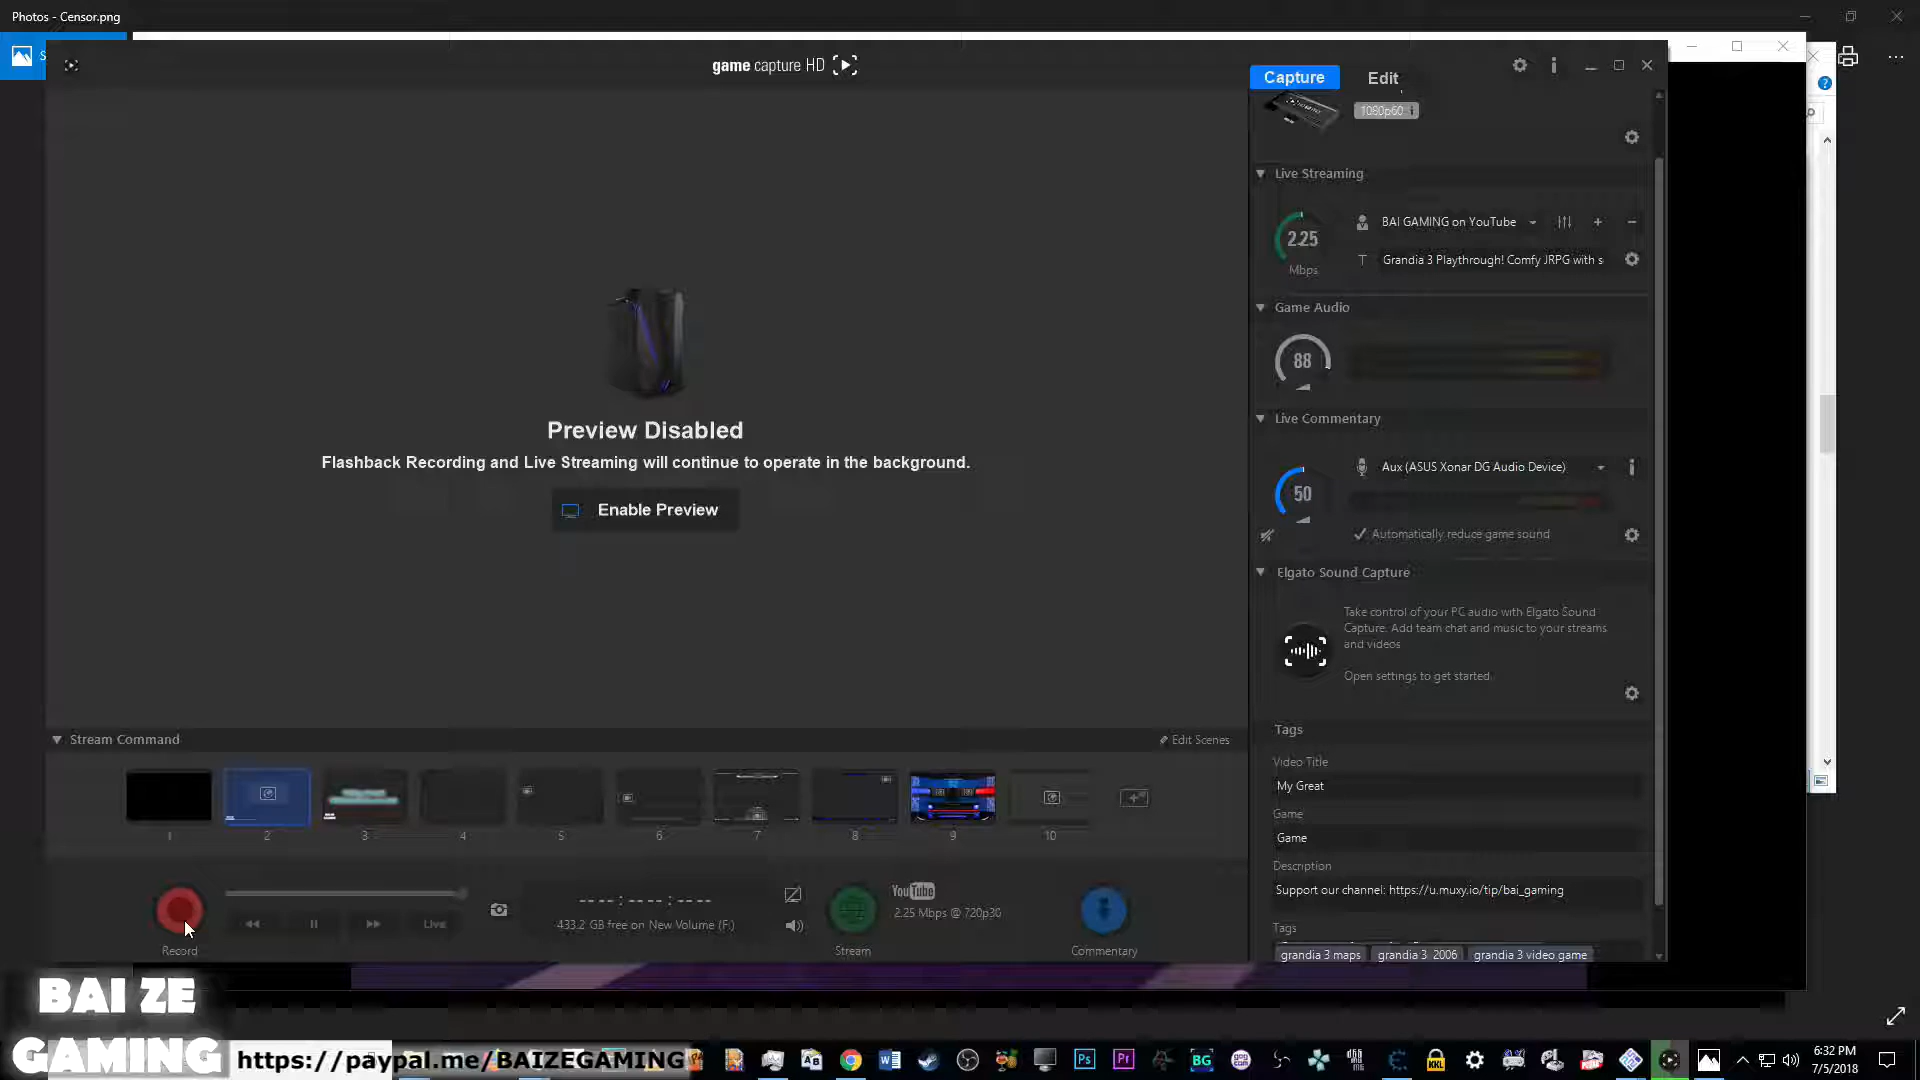 Photos - Censor.png
S
game capture HD
Capture
Edit
1080p60
Live Streaming
2.25
Mbps
BAI GAMING on YouTube
T Grandia 3 Playthrough! Comfy JRPG with s
Game Audio
88
Live Commentary
50
Aux (ASUS Xonar DG Audio Device)
Automatically reduce game sound
Elgato Sound Capture
Take control of your PC audio with Elgato Sound
Capture. Add team chat and music to your streams
and videos
Open settings to get started
Preview Disabled
Flashback Recording and Live Streaming will continue to operate in the background.
Enable Preview
Tags
Video Title
My Great
Game
Game
Description
Support our channel: https://u.muxy.io/tip/bai_gaming
Tags
grandia 3 maps grandia 3 2006 grandia 3 video game
Stream Command
Edit Scenes
1 2 3 4 5 6 7 8 9 10
Record
Live
--:--:--
433.2 GB free on New Volume (F:)
YouTube
2.25 Mbps @ 720p30
Stream
Commentary
BAI ZE
GAMING
https://paypal.me/BAIZEGAMING
Ps
Pr
BG
KKL
6:32 PM
7/5/2018